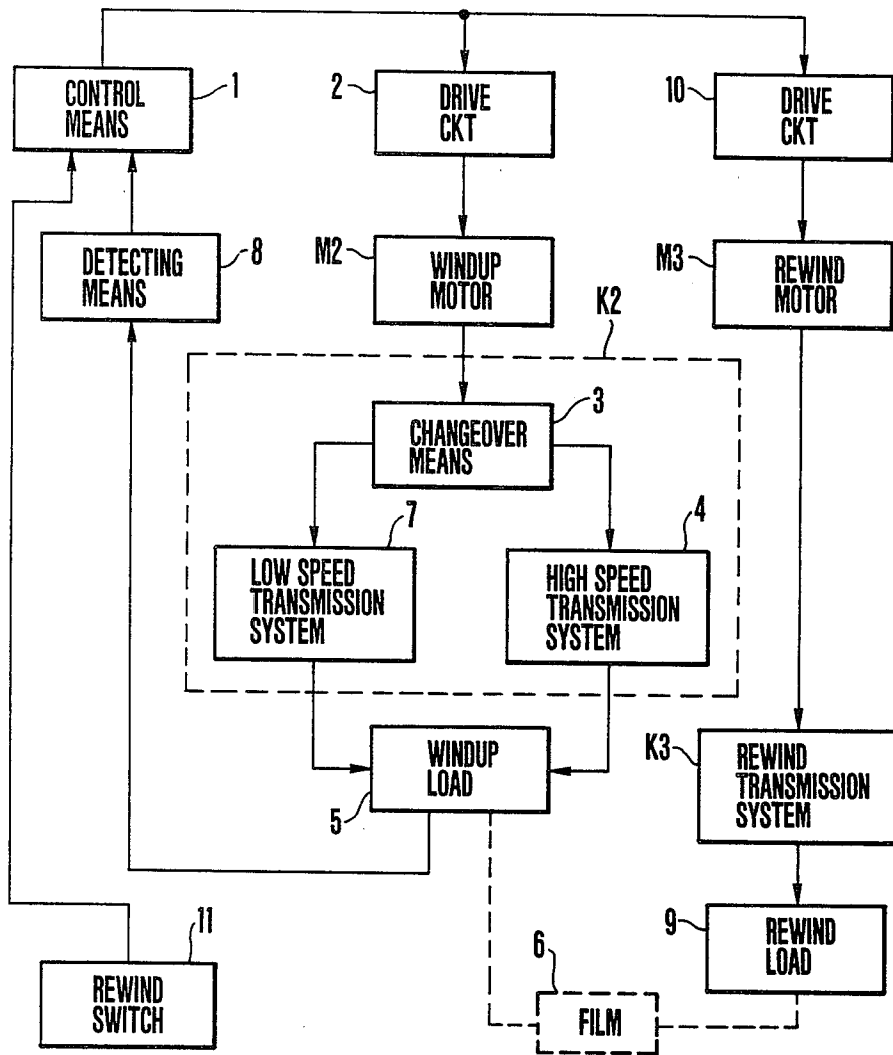 1
CONTROL
MEANS
2
DRIVE
CKT
10
DRIVE
CKT
8
DETECTING
MEANS
M2
WINDUP
MOTOR
M3
REWIND
MOTOR
K2
3
CHANGEOVER
MEANS
7
LOW SPEED
TRANSMISSION
SYSTEM
4
HIGH SPEED
TRANSMISSION
SYSTEM
WINDUP
LOAD
5
K3
REWIND
TRANSMISSION
SYSTEM
11
REWIND
SWITCH
6
FILM
9
REWIND
LOAD